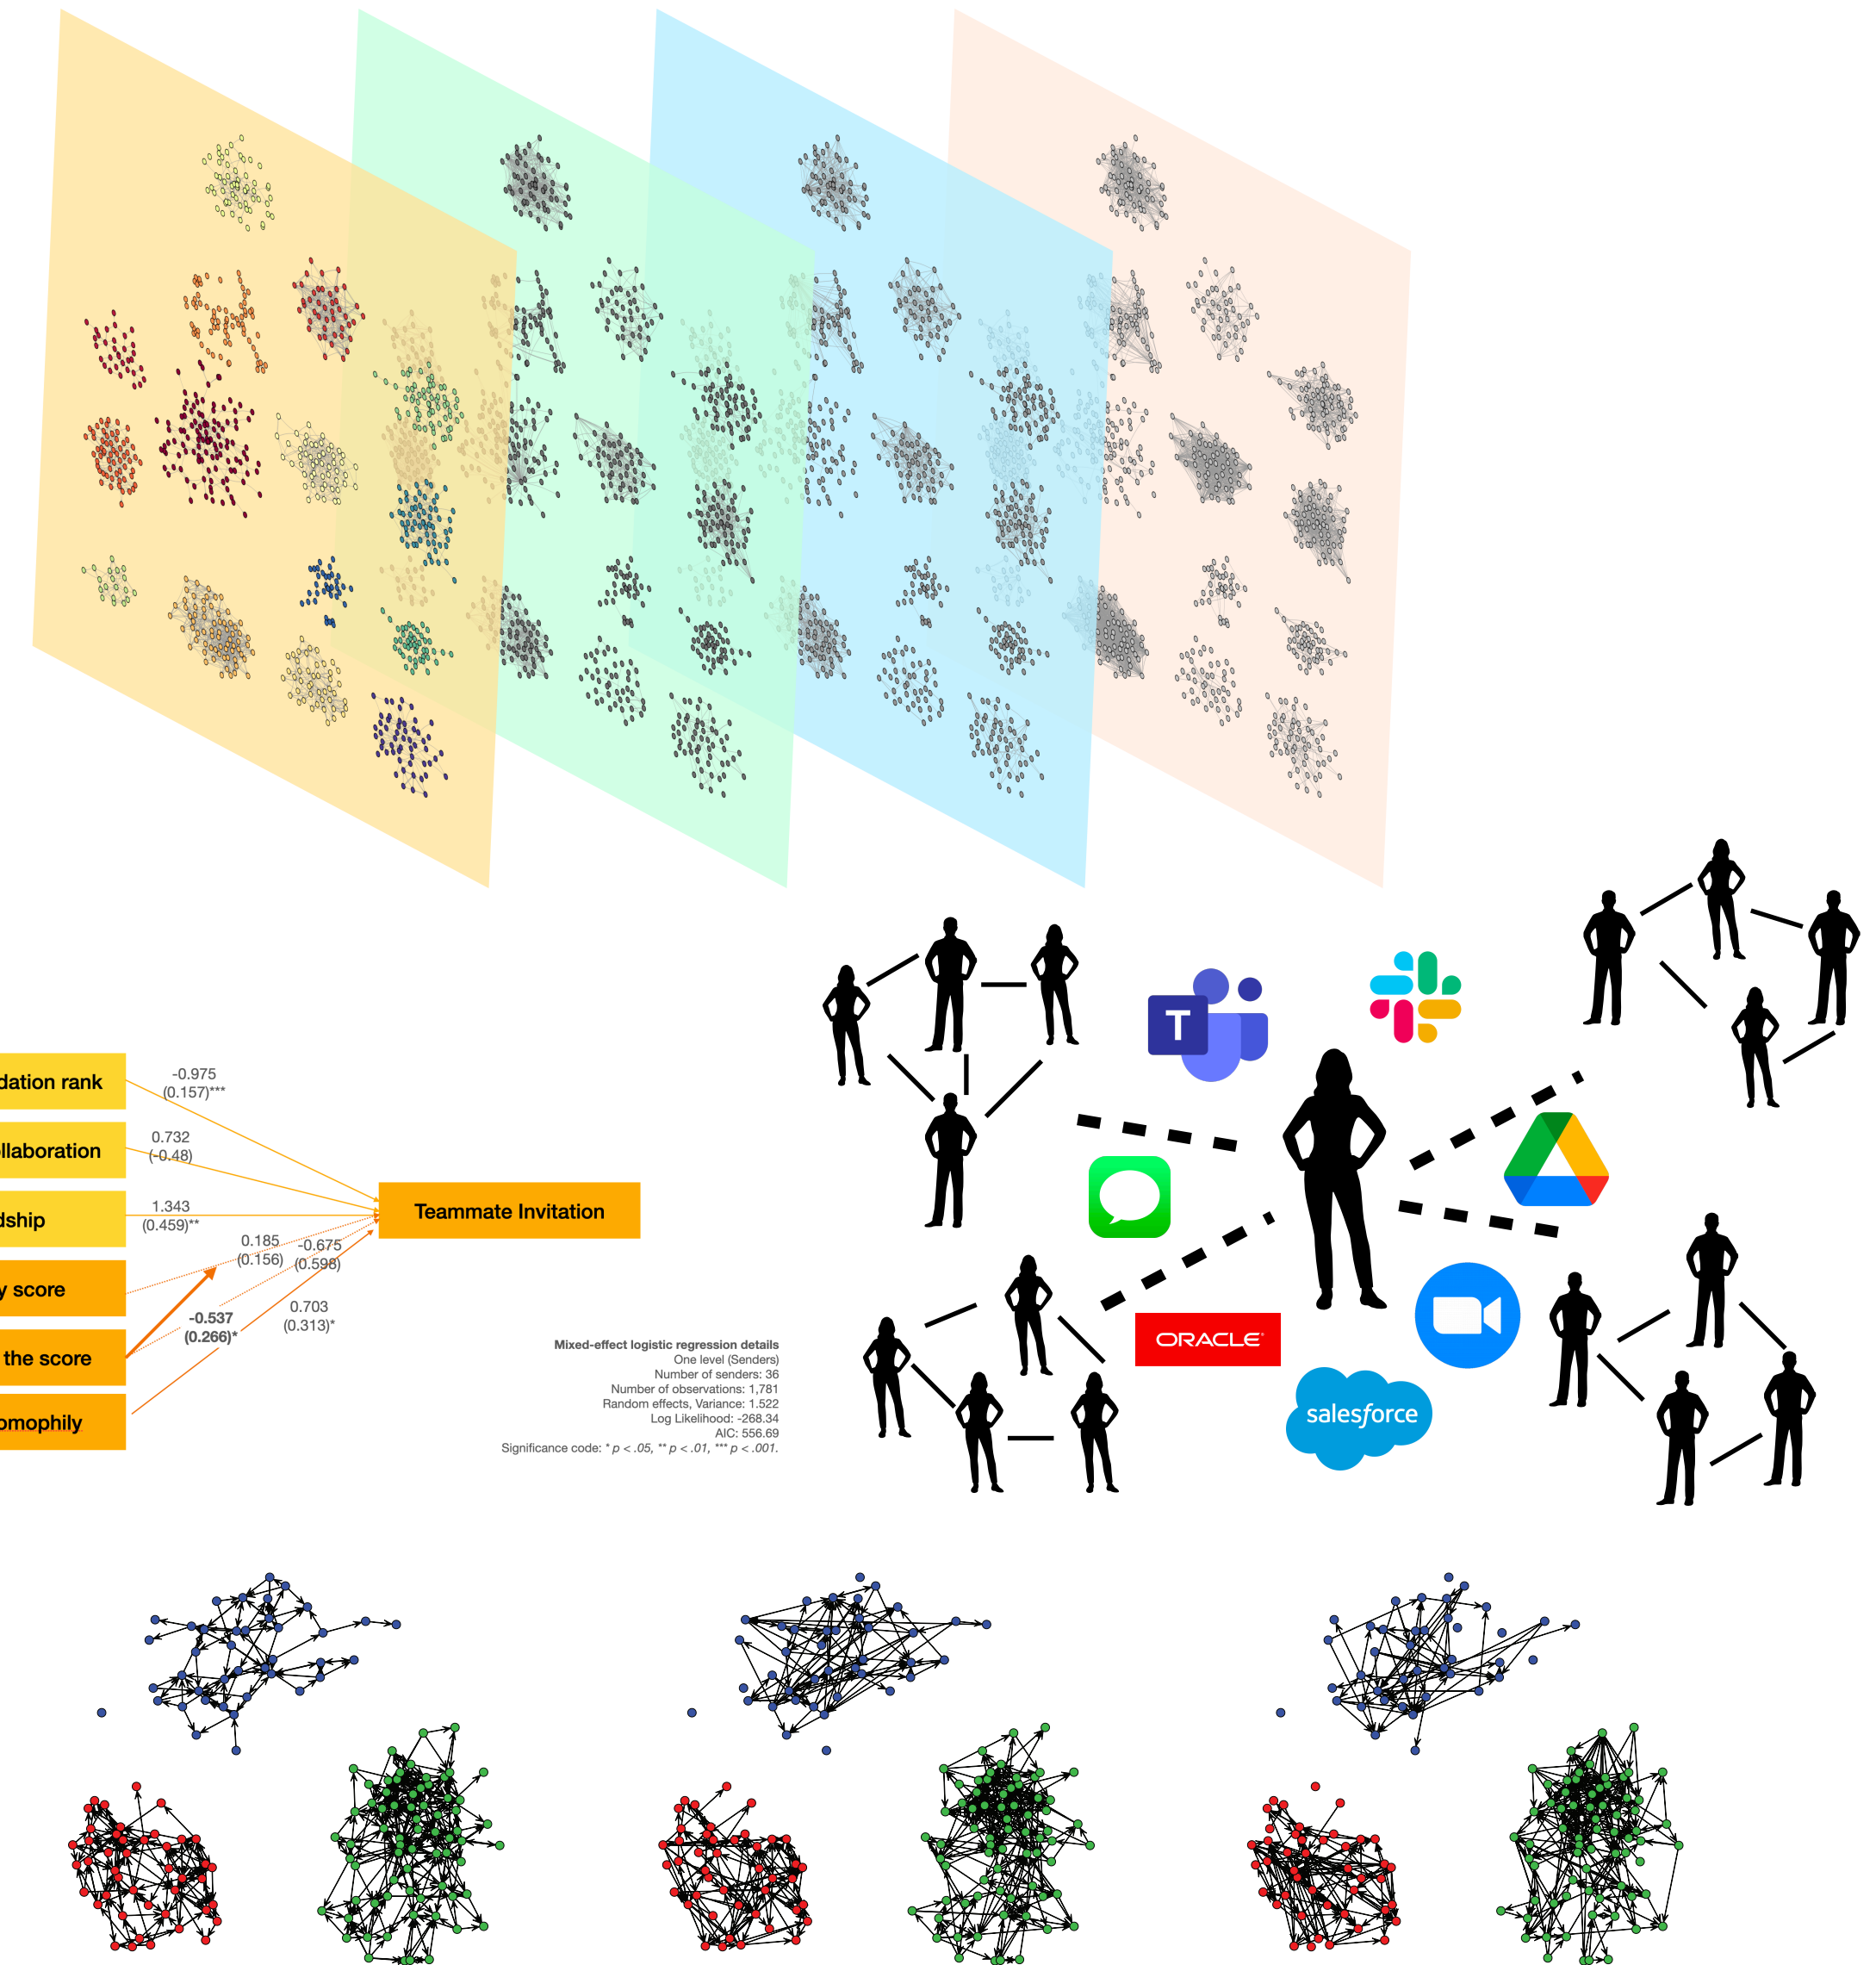 dation rank
llaboration
dship
y score
the score
omophily
-0.975
(0.157)***
0.732
(-0.48)
1.343
(0.459)**
0.185
(0.156)
-0.675
(0.598)
-0.537
(0.266)*
0.703
(0.313)*
Teammate Invitation
Mixed-effect logistic regression details
One level (Senders)
Number of senders: 36
Number of observations: 1,781
Random effects, Variance: 1.522
Log Likelihood: -268.34
AIC: 556.69
Significance code: * p < .05, ** p < .01, *** p < .001.
T
ORACLE
salesforce